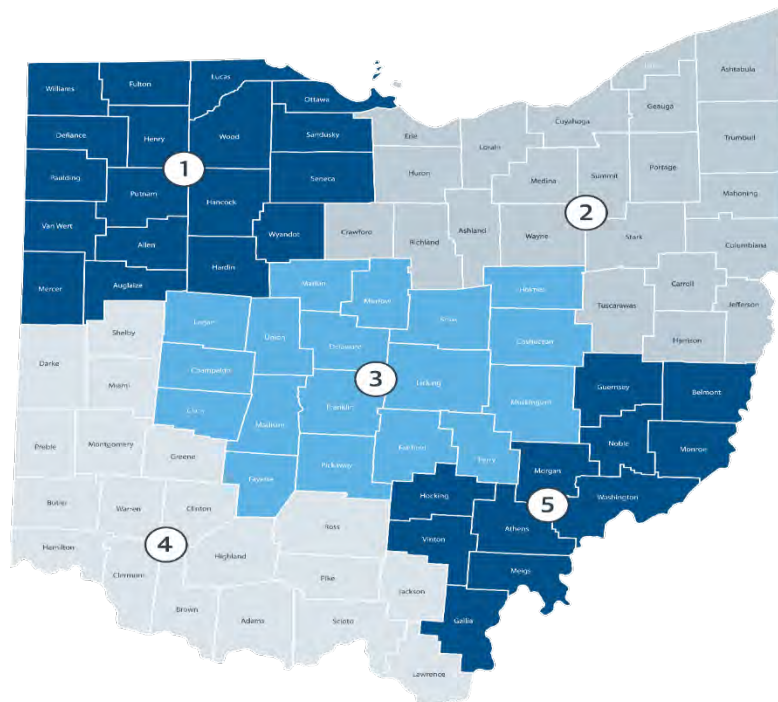 Williams
Fulton
Lucas
Ottawa
Ashtabula
Geauga
Defiance
Henry
Wood
Sandusky
Erie
Lorain
Cuyahoga
Trumbull
Paulding
1
Seneca
Huron
Medina
Summit
Portage
Putnam
Hancock
Mahoning
Van Wert
Allen
Wyandot
Crawford
Richland
Ashland
Wayne
2
Stark
Columbiana
Mercer
Auglaize
Hardin
Marion
Morrow
Knox
Holmes
Tuscarawas
Carroll
Jefferson
Shelby
Logan
Union
Delaware
Coshocton
Harrison
Darke
Miami
Champaign
3
Licking
Guernsey
Belmont
Clark
Franklin
Muskingum
Preble
Montgomery
Greene
Madison
Fairfield
Perry
Noble
Monroe
Fayette
Pickaway
Morgan
Butler
Warren
Clinton
Ross
Hocking
5
Washington
Hamilton
4
Highland
Vinton
Athens
Clermont
Pike
Jackson
Meigs
Brown
Adams
Scioto
Gallia
Lawrence